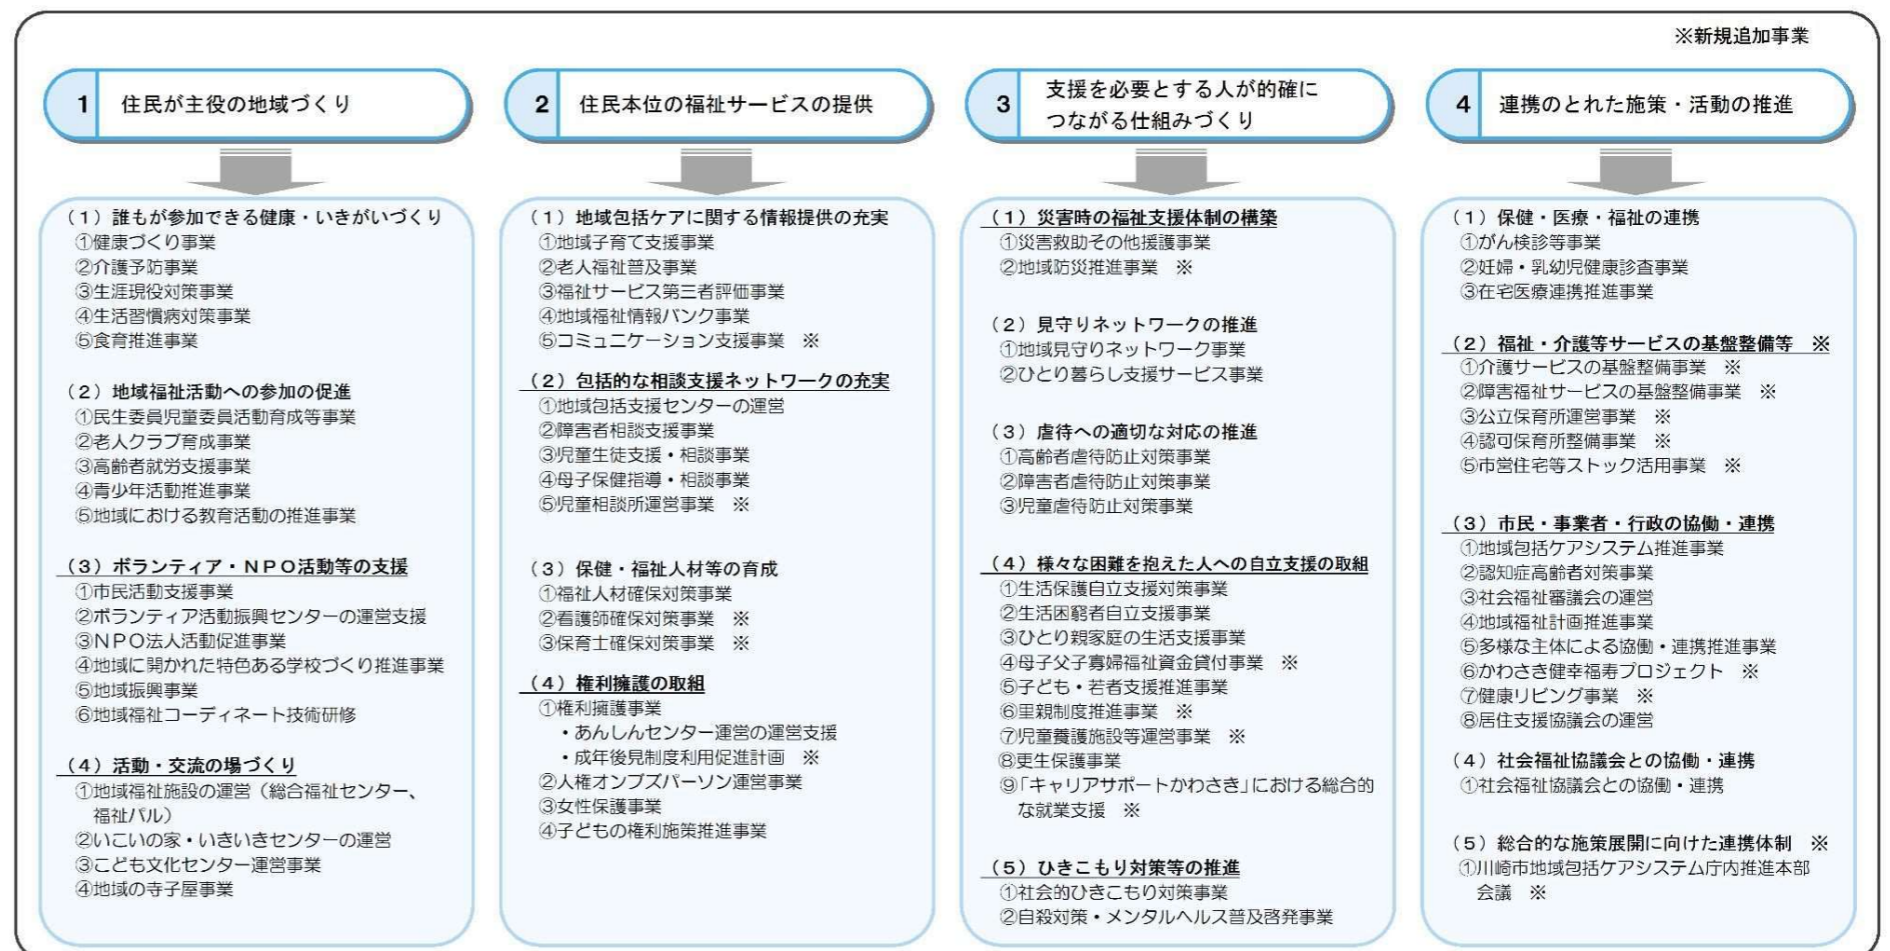 ※新規追加事業
1 住民が主役の地域づくり
(1)誰もが参加できる健康・いきがいづくり
①健康づくり事業
②介護予防事業
③生涯現役対策事業
④生活習慣病対策事業
⑤食育推進事業
(2)地域福祉活動への参加の促進
①民生委員児童委員活動育成等事業
②老人クラブ育成事業
③高齢者就労支援事業
④青少年活動推進事業
⑤地域における教育活動の推進事業
(3)ボランティア・NPO活動等の支援
①市民活動支援事業
②ボランティア活動振興センターの運営支援
③NPO法人活動促進事業
④地域に開かれた特色ある学校づくり推進事業
⑤地域振興事業
⑥地域福祉コーディネート技術研修
(4)活動・交流の場づくり
①地域福祉施設の運営(総合福祉センター、
福祉パル)
②いこいの家・いきいきセンターの運営
③こども文化センター運営事業
④地域の寺子屋事業
2 住民本位の福祉サービスの提供
(1)地域包括ケアに関する情報提供の充実
①地域子育て支援事業
②老人福祉普及事業
③福祉サービス第三者評価事業
④地域福祉情報バンク事業
⑤コミュニケーション支援事業 ※
(2)包括的な相談支援ネットワークの充実
①地域包括支援センターの運営
②障害者相談支援事業
③児童生徒支援・相談事業
④母子保健指導・相談事業
⑤児童相談所運営事業 ※
(3)保健・福祉人材等の育成
①福祉人材確保対策事業
②看護師確保対策事業 ※
③保育士確保対策事業 ※
(4)権利擁護の取組
①権利擁護事業
・あんしんセンター運営の運営支援
・成年後見制度利用促進計画 ※
②人権オンブズパーソン運営事業
③女性保護事業
④子どもの権利施策推進事業
3 支援を必要とする人が的確に
つながる仕組みづくり
(1)災害時の福祉支援体制の構築
①災害救助その他援護事業
②地域防災推進事業 ※
(2)見守りネットワークの推進
①地域見守りネットワーク事業
②ひとり暮らし支援サービス事業
(3)虐待への適切な対応の推進
①高齢者虐待防止対策事業
②障害者虐待防止対策事業
③児童虐待防止対策事業
(4)様々な困難を抱えた人への自立支援の取組
①生活保護自立支援対策事業
②生活困窮者自立支援事業
③ひとり親家庭の生活支援事業
④母子父子寡婦福祉資金貸付事業 ※
⑤子ども・若者支援推進事業
⑥里親制度推進事業 ※
⑦児童養護施設等運営事業 ※
⑧更生保護事業
⑨「キャリアサポートかわさき」における総合的
な就業支援 ※
(5)ひきこもり対策等の推進
①社会的ひきこもり対策事業
②自殺対策・メンタルヘルス普及啓発事業
4 連携のとれた施策・活動の推進
(1)保健・医療・福祉の連携
①がん検診等事業
②妊婦・乳幼児健康診査事業
③在宅医療連携推進事業
(2)福祉・介護等サービスの基盤整備等 ※
①介護サービスの基盤整備事業 ※
②障害福祉サービスの基盤整備事業 ※
③公立保育所運営事業 ※
④認可保育所整備事業 ※
⑤市営住宅等ストック活用事業 ※
(3)市民・事業者・行政の協働・連携
①地域包括ケアシステム推進事業
②認知症高齢者対策事業
③社会福祉審議会の運営
④地域福祉計画推進事業
⑤多様な主体による協働・連携推進事業
⑥かわさき健幸福寿プロジェクト ※
⑦健康リビング事業 ※
⑧居住支援協議会の運営
(4)社会福祉協議会との協働・連携
①社会福祉協議会との協働・連携
(5)総合的な施策展開に向けた連携体制 ※
①川崎市地域包括ケアシステム庁内推進本部
会議 ※